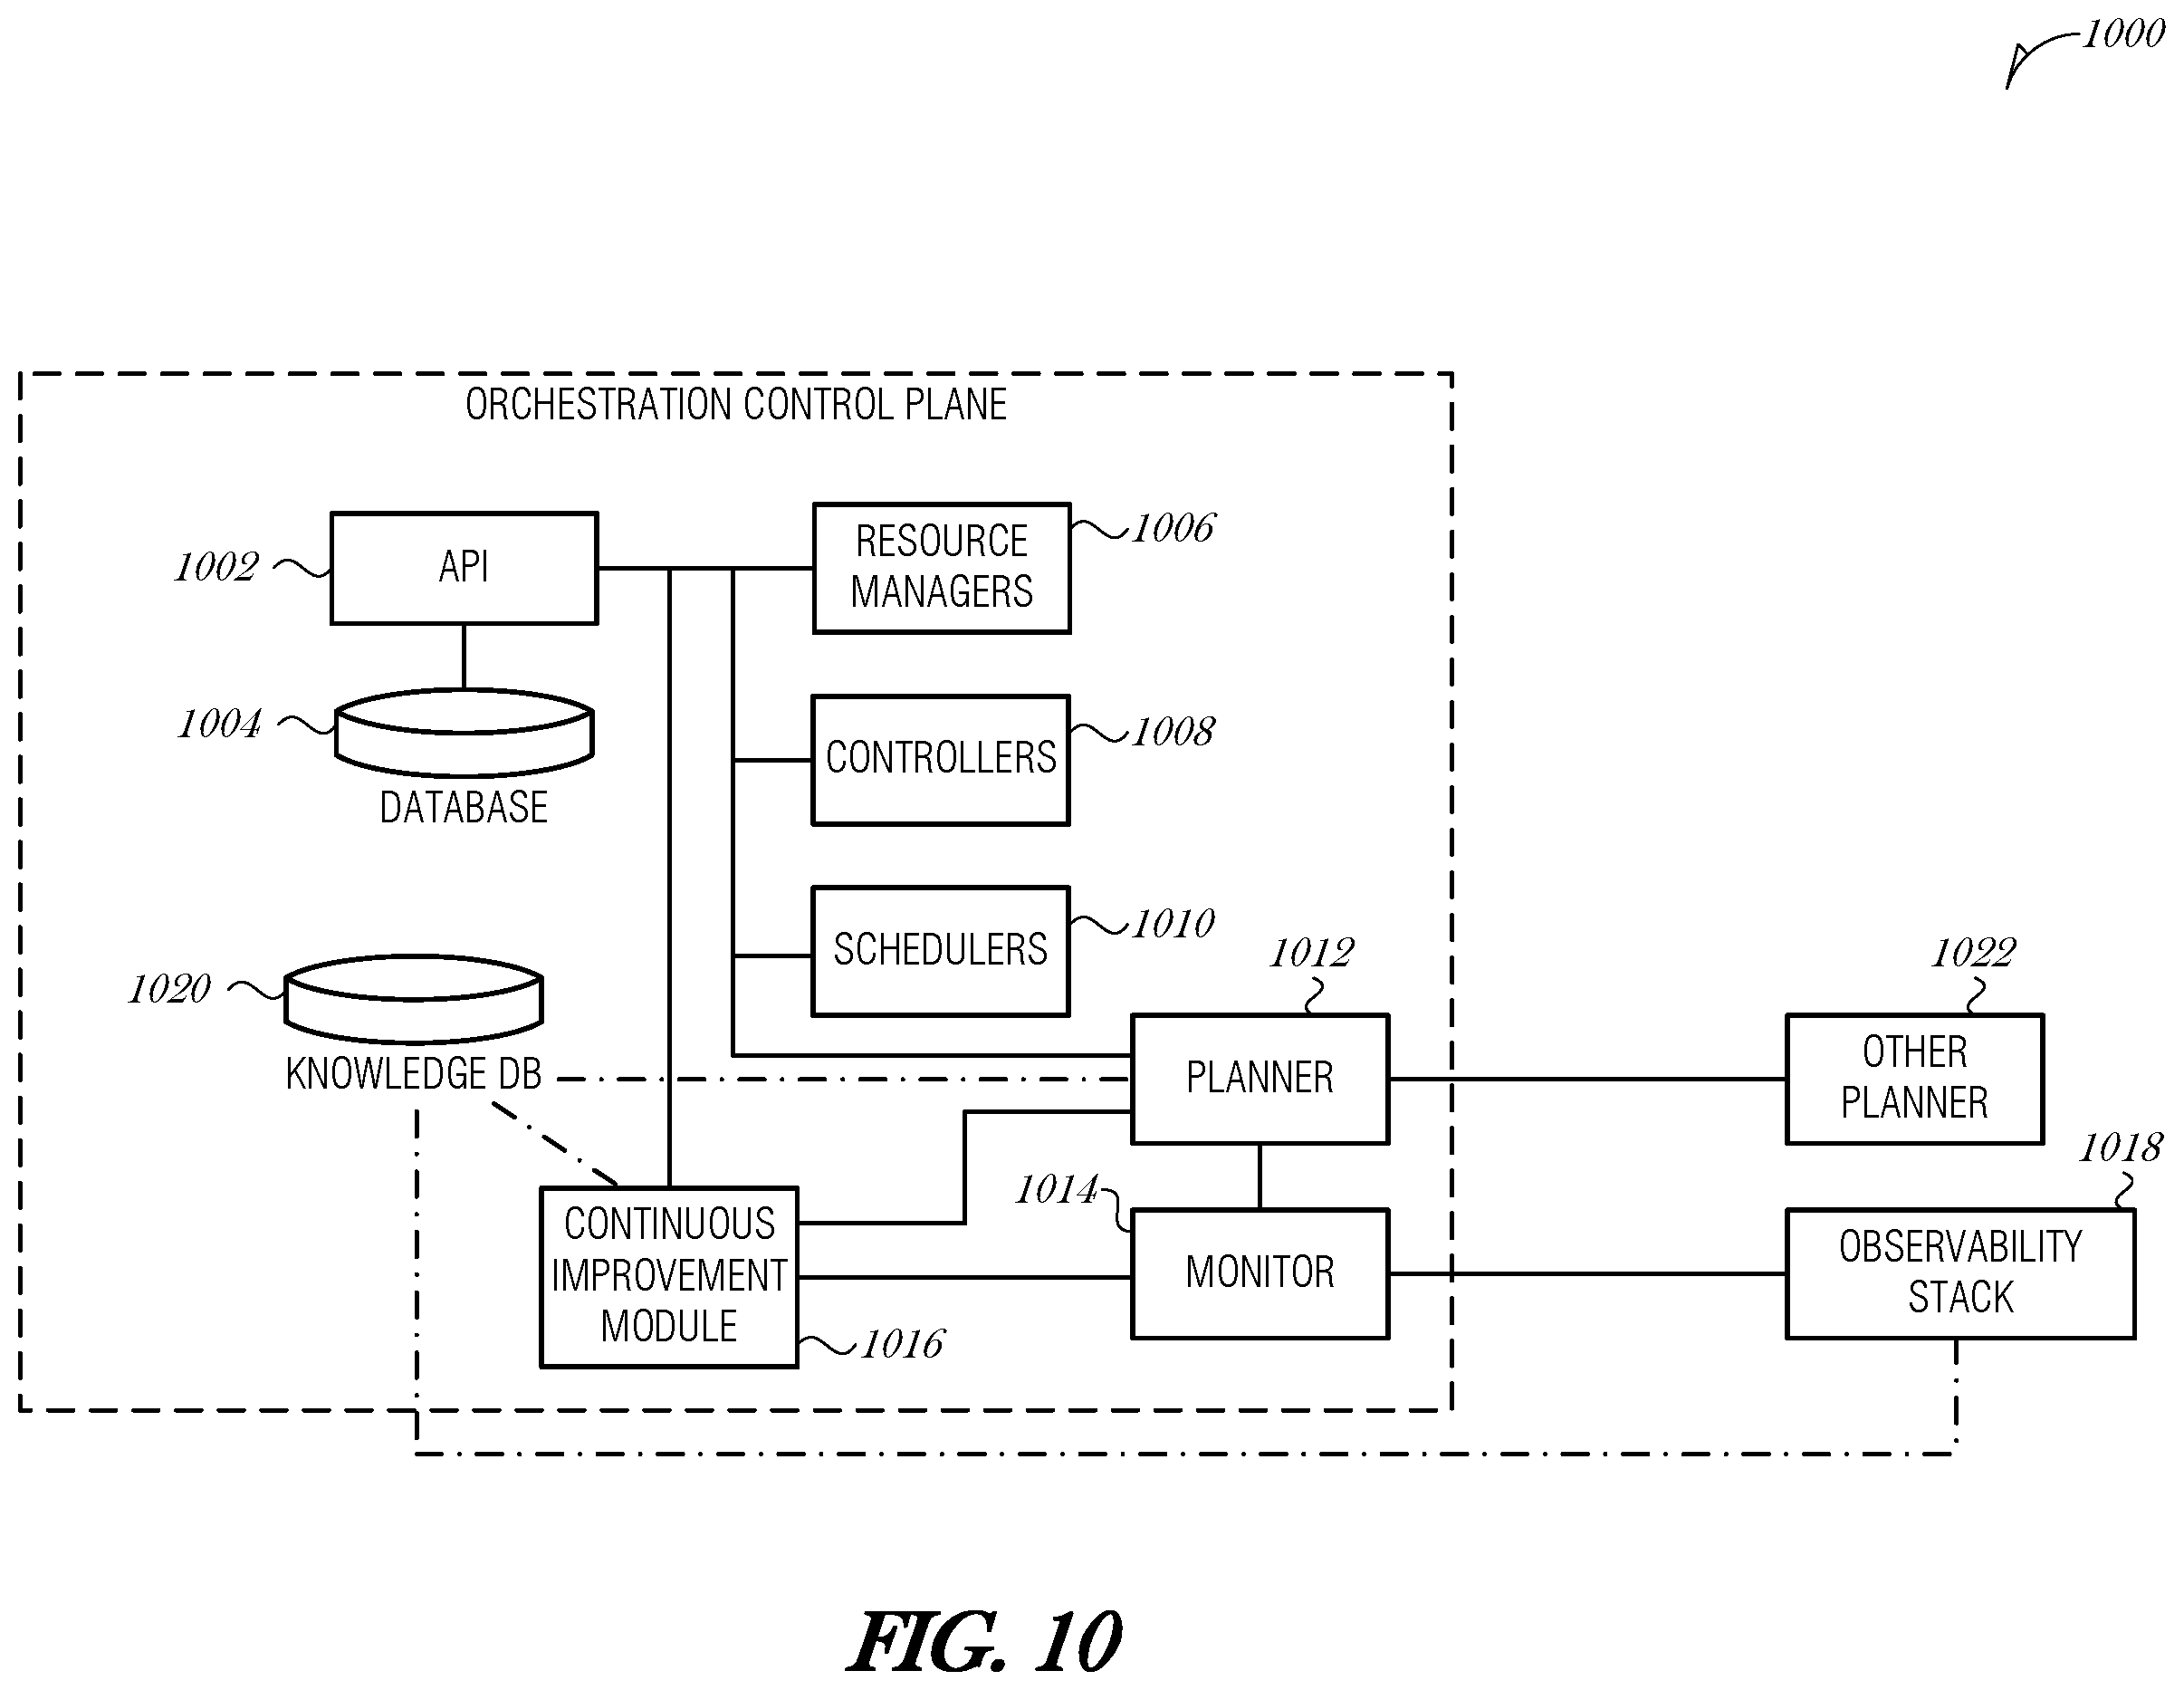 1000
ORCHESTRATION CONTROL PLANE
1002
API
RESOURCE
MANAGERS
1006
1004
DATABASE
CONTROLLERS
1008
SCHEDULERS
1010
1020
KNOWLEDGE DB
1012
PLANNER
1022
OTHER
PLANNER
CONTINUOUS
IMPROVEMENT
MODULE
1016
1014
MONITOR
1018
OBSERVABILITY
STACK
FIG. 10